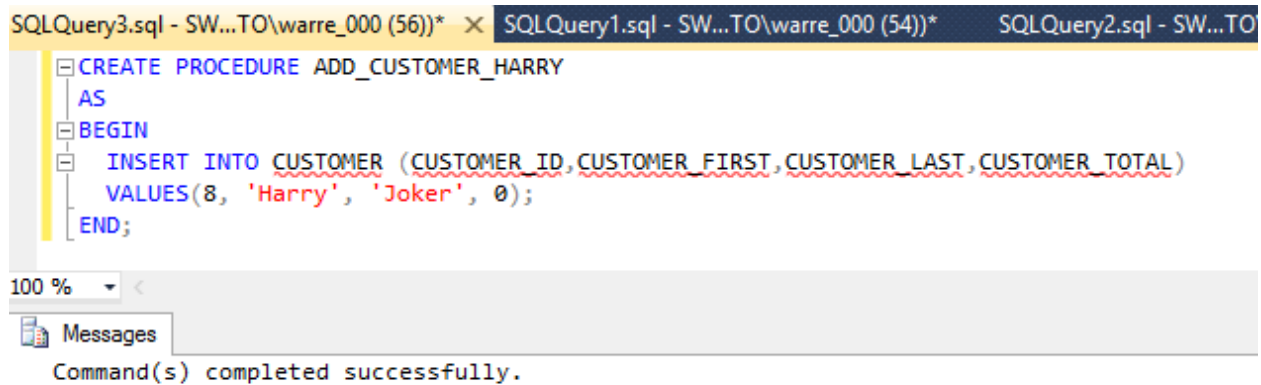 SQLQuery3.sql - SW...TO\warre_000 (56))* SQLQuery1.sql - SW...TO\warre_000 (54))* SQLQuery2.sql - SW...TO\
CREATE PROCEDURE ADD_CUSTOMER_HARRY
AS
BEGIN
INSERT INTO CUSTOMER (CUSTOMER_ID,CUSTOMER_FIRST,CUSTOMER_LAST,CUSTOMER_TOTAL)
VALUES(8, 'Harry', 'Joker', 0);
END;
100 %
Messages
Command(s) completed successfully.